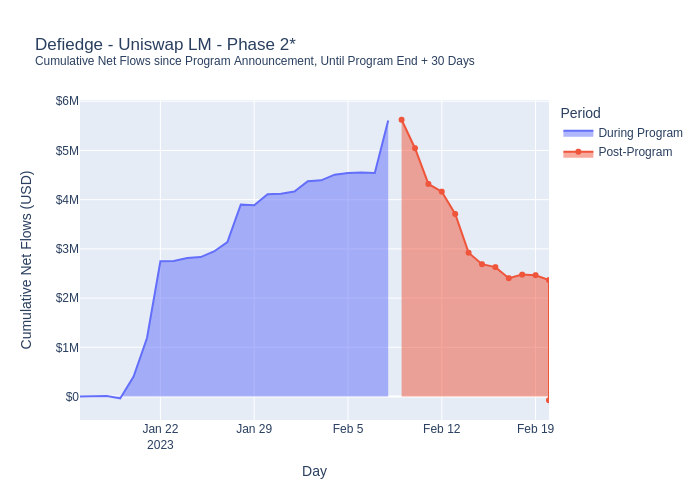 Defiedge - Uniswap LM - Phase 2*
Cumulative Net Flows since Program Announcement, Until Program End + 30 Days
Period
During Program
Post-Program
Cumulative Net Flows (USD)
$6M
$5M
$4M
$3M
$2M
$1M
$0
Jan 22
2023
Jan 29
Feb 5
Feb 12
Feb 19
Day